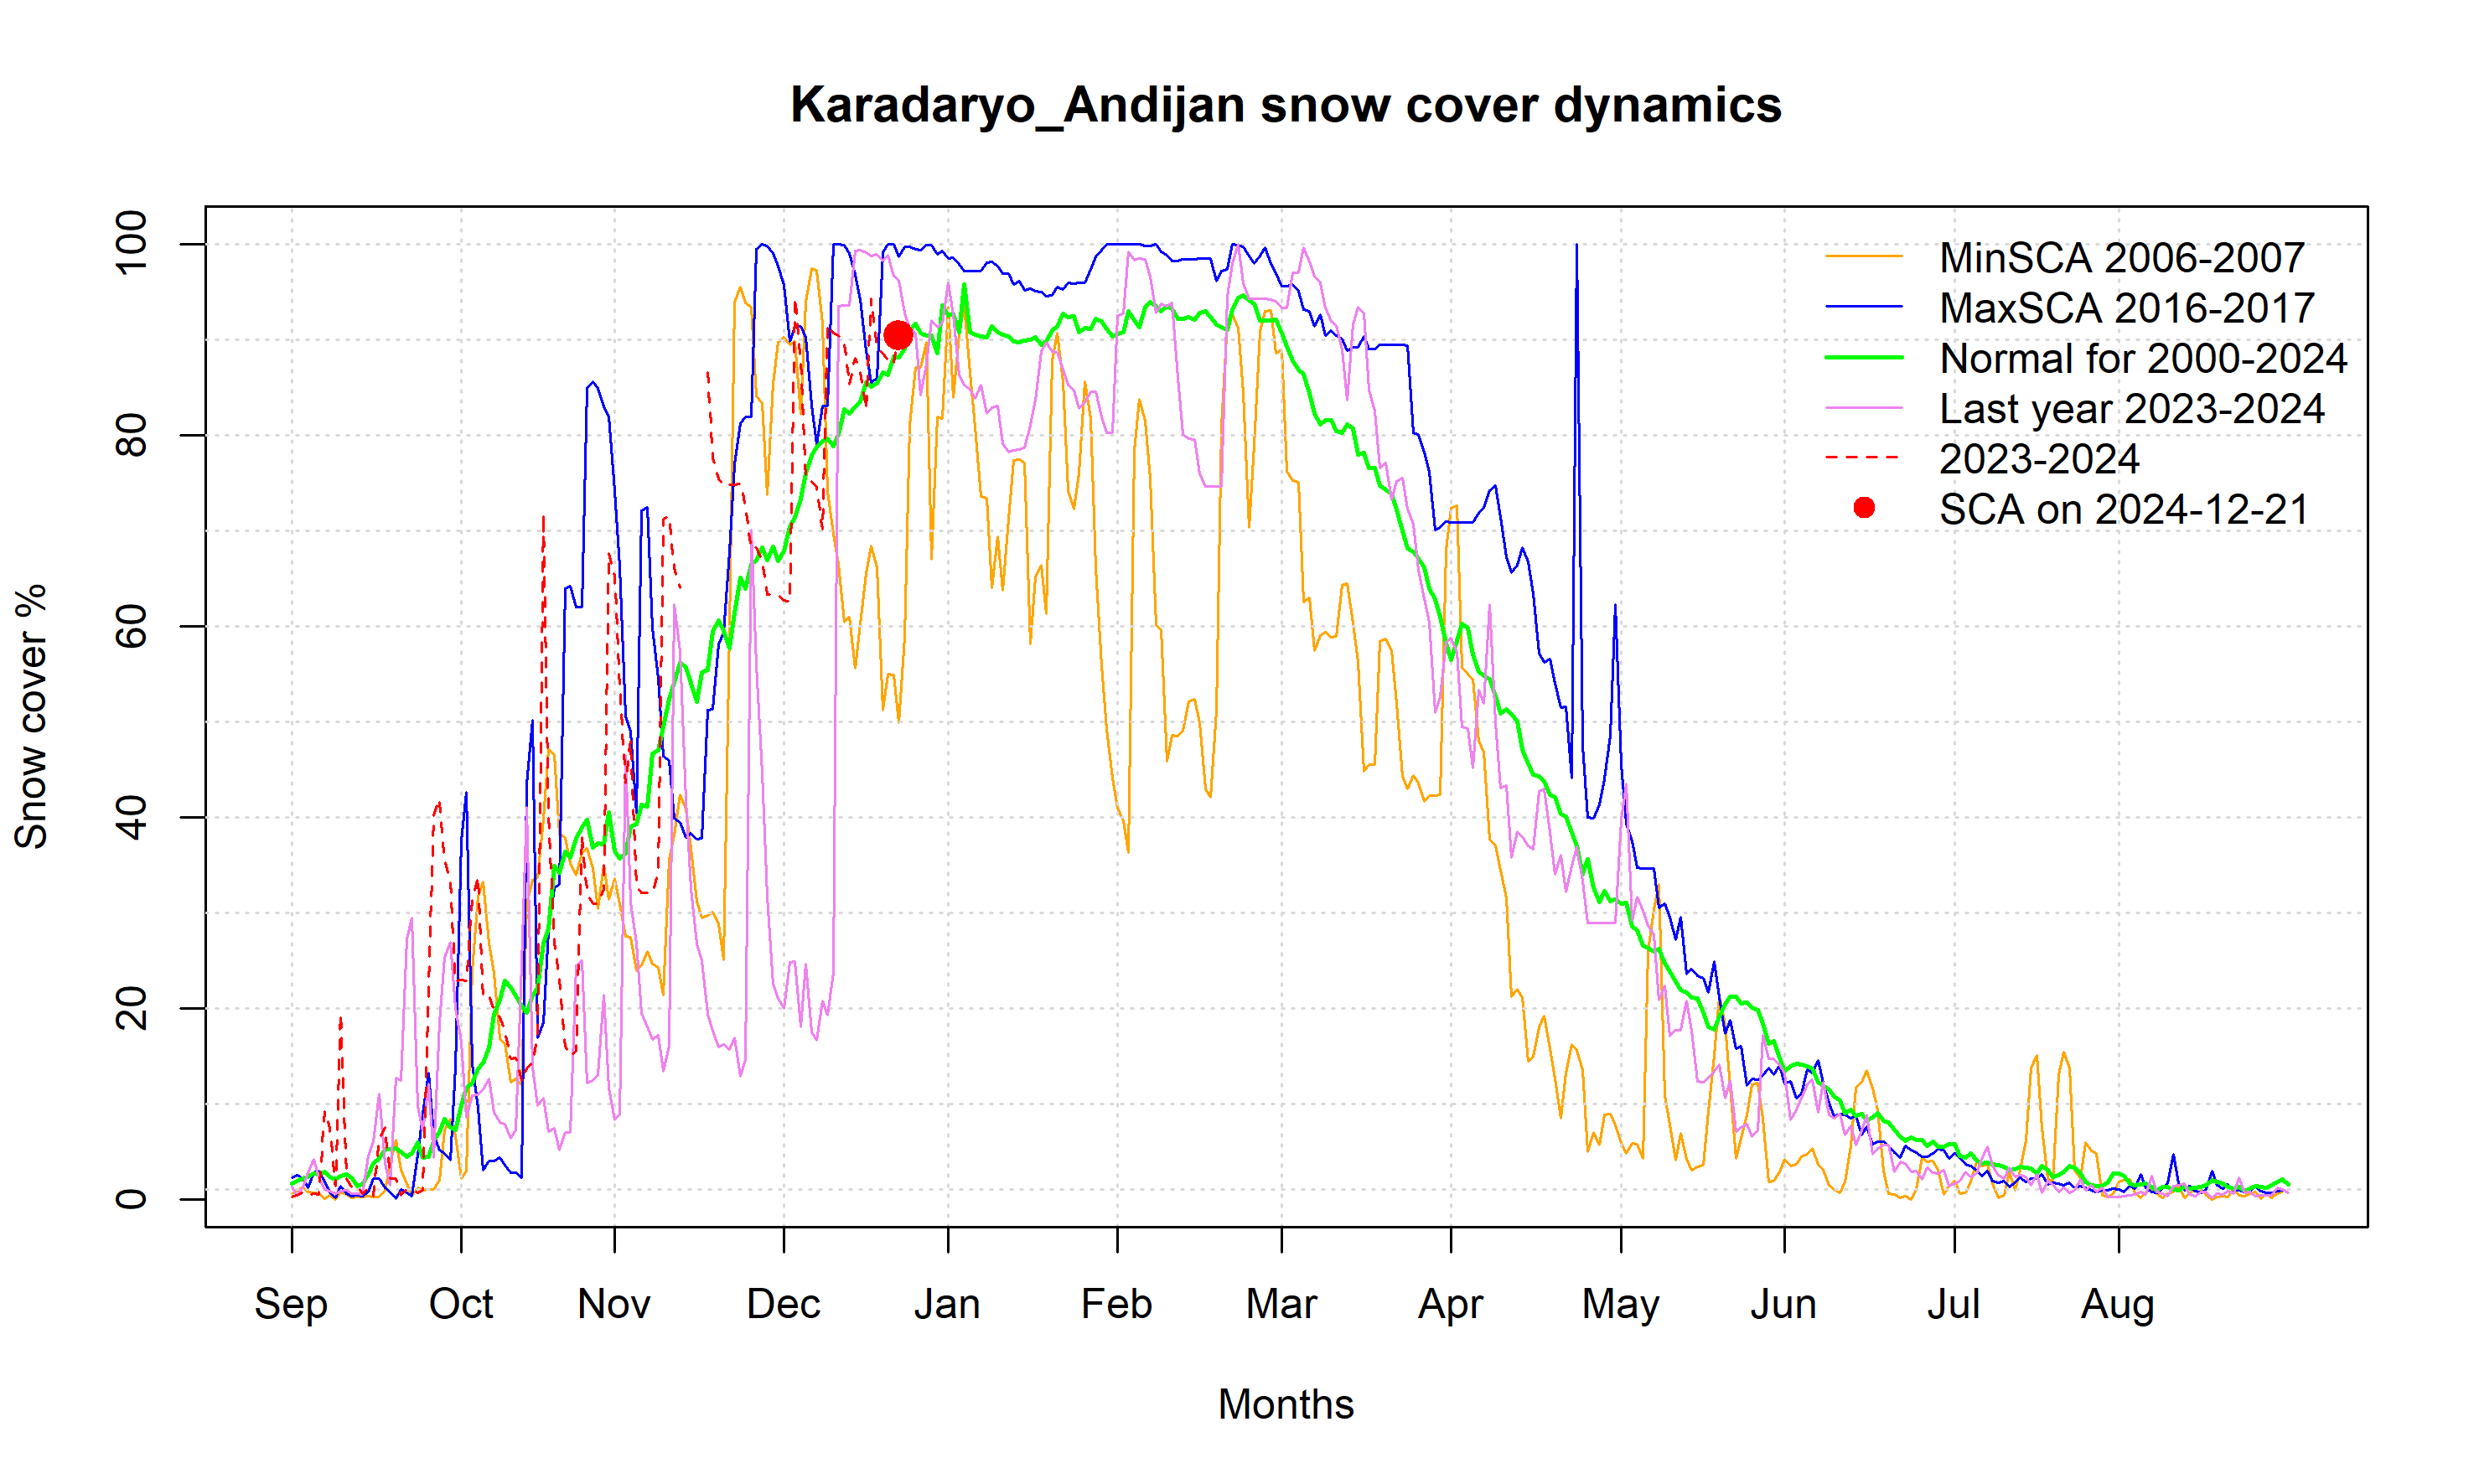 Karadaryo_Andijan snow cover dynamics
MinSCA 2006-2007
MaxSCA 2016-2017
Normal for 2000-2024
Last year 2023-2024
2023-2024
SCA on 2024-12-21
Snow cover %
100
80
60
40
20
0
Sep Oct Nov Dec Jan Feb Mar Apr May Jun Jul Aug
Months